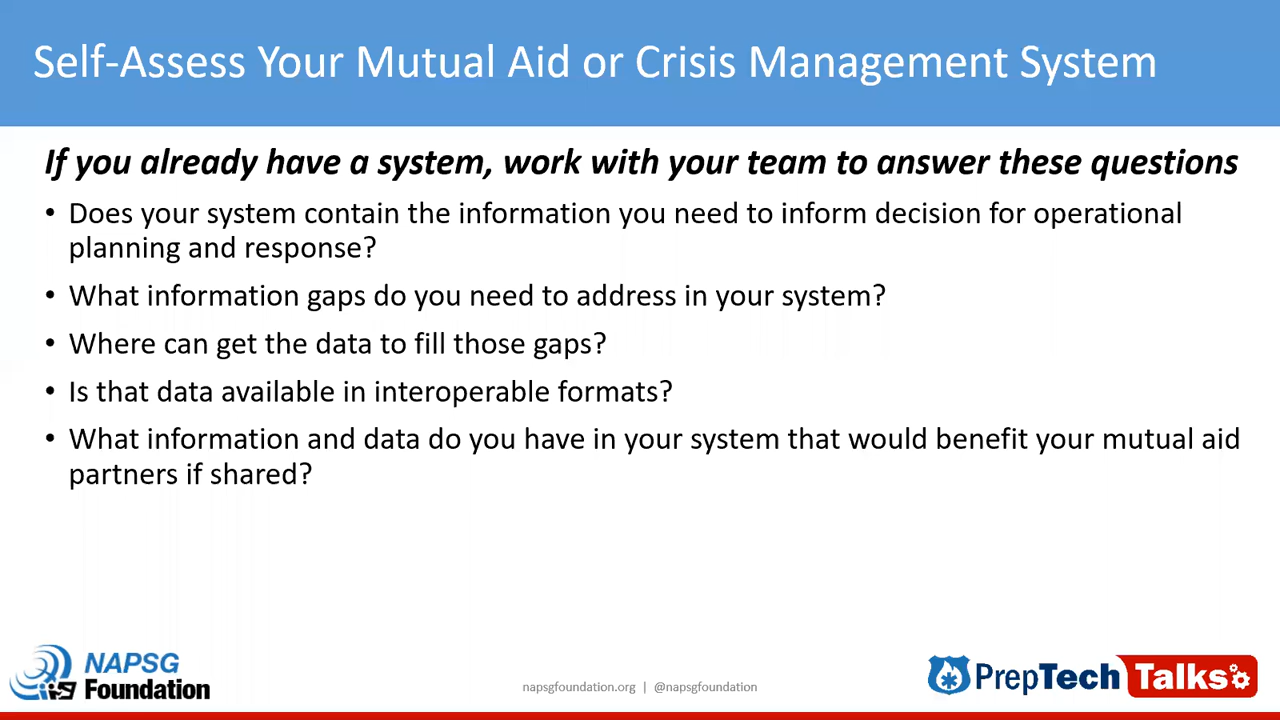 Self-Assess Your Mutual Aid or Crisis Management System
If you already have a system, work with your team to answer these questions
• Does your system contain the information you need to inform decision for operational
planning and response?
• What information gaps do you need to address in your system?
• Where can get the data to fill those gaps?
• Is that data available in interoperable formats?
• What information and data do you have in your system that would benefit your mutual aid
partners if shared?
NAPSG
Foundation
napsgfoundation.org | @napsgfoundation
PrepTech Talks